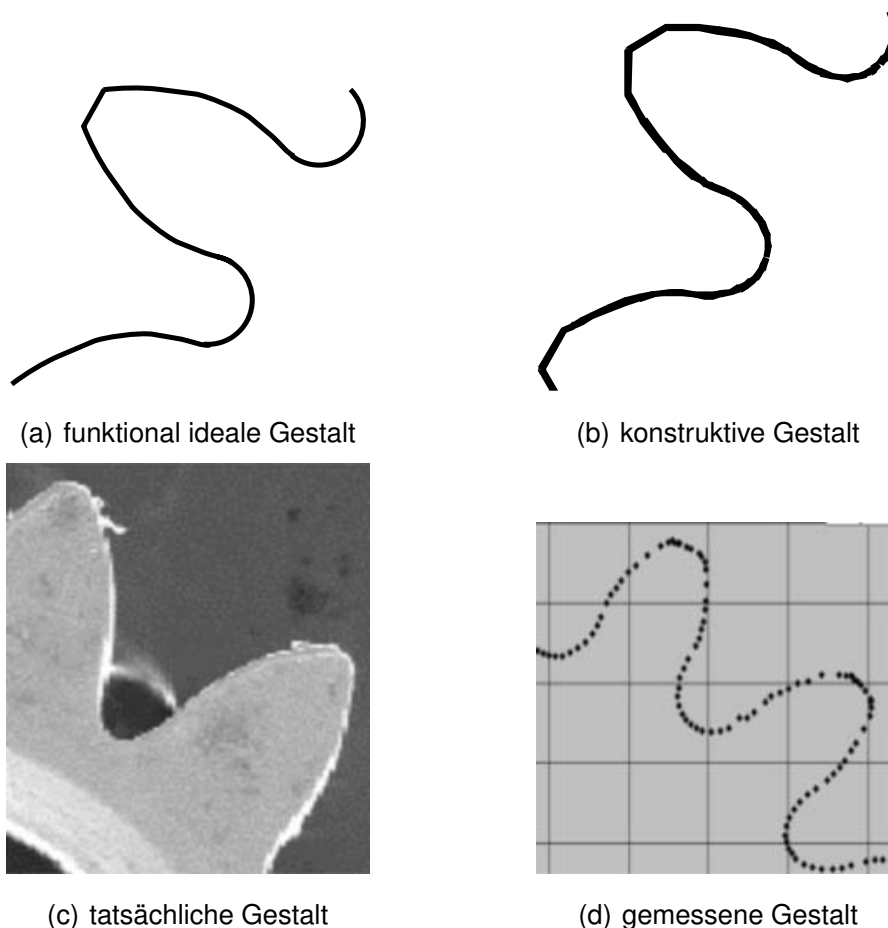 (a) funktional ideale Gestalt
(b) konstruktive Gestalt
(c) tatsächliche Gestalt
(d) gemessene Gestalt